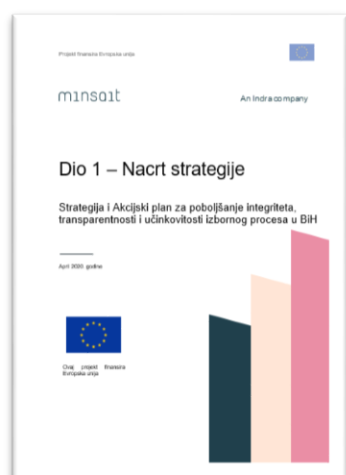 Projekt finansira Evropska unija
minsait
An Indra company
Dio 1 – Nacrt strategije
Strategija i Akcijski plan za poboljšanje integriteta,
transparentnosti i učinkovitosti izbornog procesa u BiH
April 2020. godine
Ovaj projekt finansira
Evropska unija